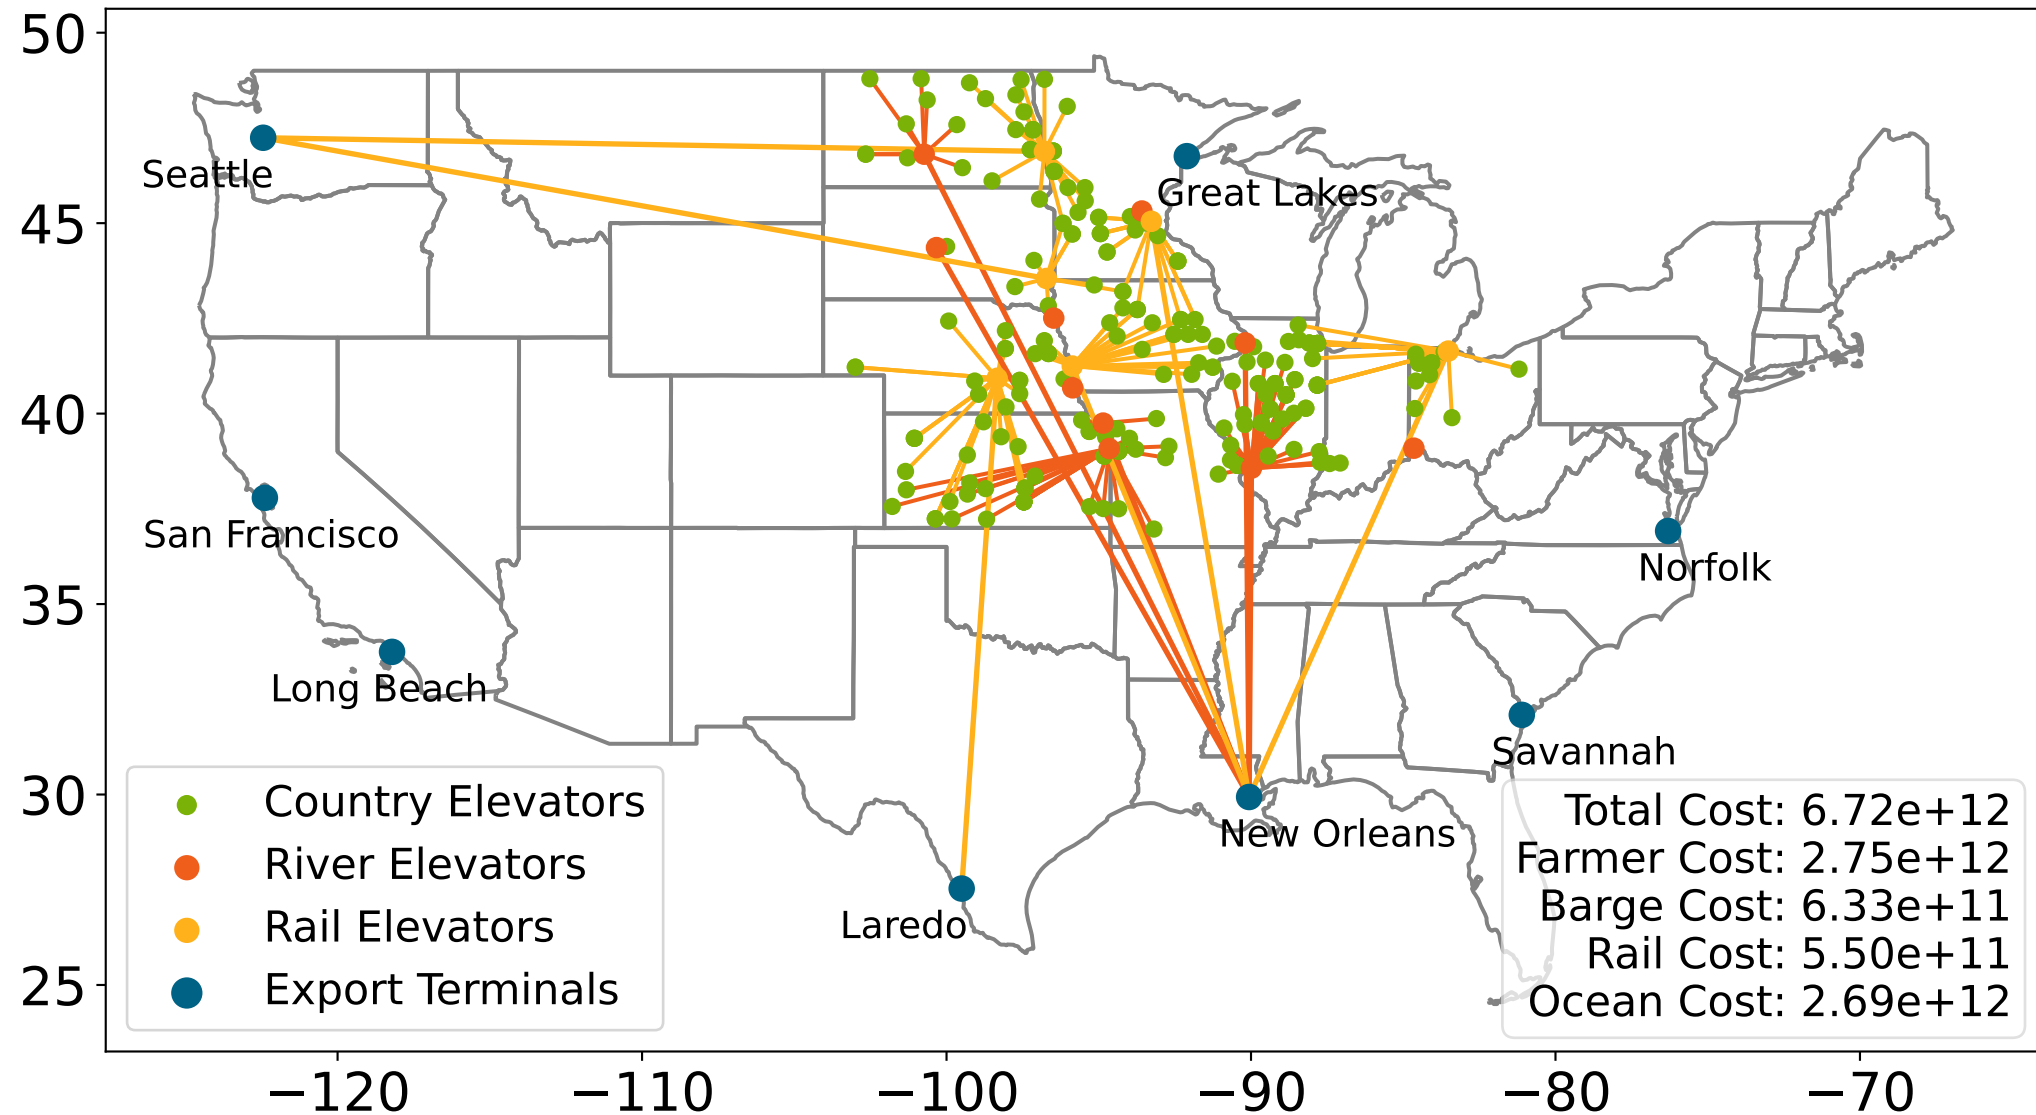 50
45
40
35
30
25
Seattle
Great Lakes
San Francisco
Norfolk
Long Beach
Savannah
New Orleans
Laredo
Country Elevators
River Elevators
Rail Elevators
Export Terminals
Total Cost: 6.72e+12
Farmer Cost: 2.75e+12
Barge Cost: 6.33e+11
Rail Cost: 5.50e+11
Ocean Cost: 2.69e+12
−120 −110 −100 −90 −80 −70